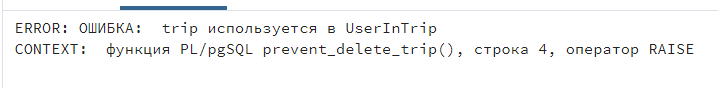 ERROR: ОШИБКА:  trip используется в UserInTrip
CONTEXT:  функция PL/pgSQL prevent_delete_trip(), строка 4, оператор RAISE